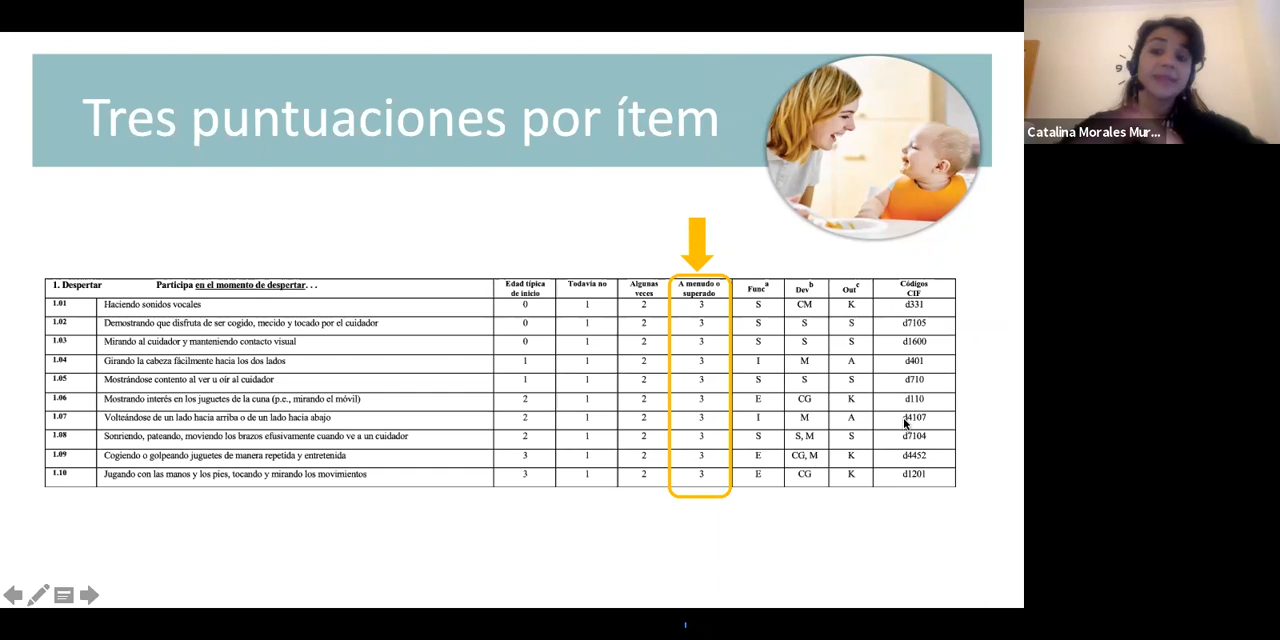 Tres puntuaciones por ítem
Catalina Morales Mur...
1. Despertar Participa en el momento de despertar. . . Edad típica de inicio Todavia no Algunas veces A menudo o superado Func a Dev b Out c Códigos CIF
1.01 Haciendo sonidos vocales 0 1 2 3 S CM K d331
1.02 Demostrando que disfruta de ser cogido, mecido y tocado por el cuidador 0 1 2 3 S S S d7105
1.03 Mirando al cuidador y manteniendo contacto visual 0 1 2 3 S S S d1600
1.04 Girando la cabeza fácilmente hacia los dos lados 1 1 2 3 I M A d401
1.05 Mostrándose contento al ver u oír al cuidador 1 1 2 3 S S S d710
1.06 Mostrando interés en los juguetes de la cuna (p.e., mirando el móvil) 2 1 2 3 E CG K d110
1.07 Volteándose de un lado hacia arriba o de un lado hacia abajo 2 1 2 3 I M A d4107
1.08 Sonriendo, pateando, moviendo los brazos efusivamente cuando ve a un cuidador 2 1 2 3 S S, M S d7104
1.09 Cogiendo o golpeando juguetes de manera repetida y entretenida 3 1 2 3 E CG, M K d4452
1.10 Jugando con las manos y los pies, tocando y mirando los movimientos 3 1 2 3 E CG K d1201